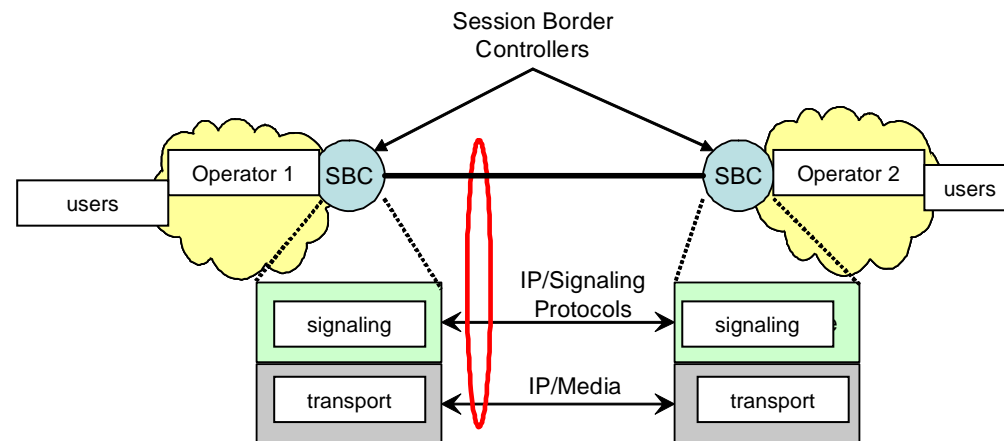 Session Border
Controllers
Operator 1
SBC
SBC
Operator 2
users
users
IP/Signaling
Protocols
signaling
signaling
IP/Media
transport
transport